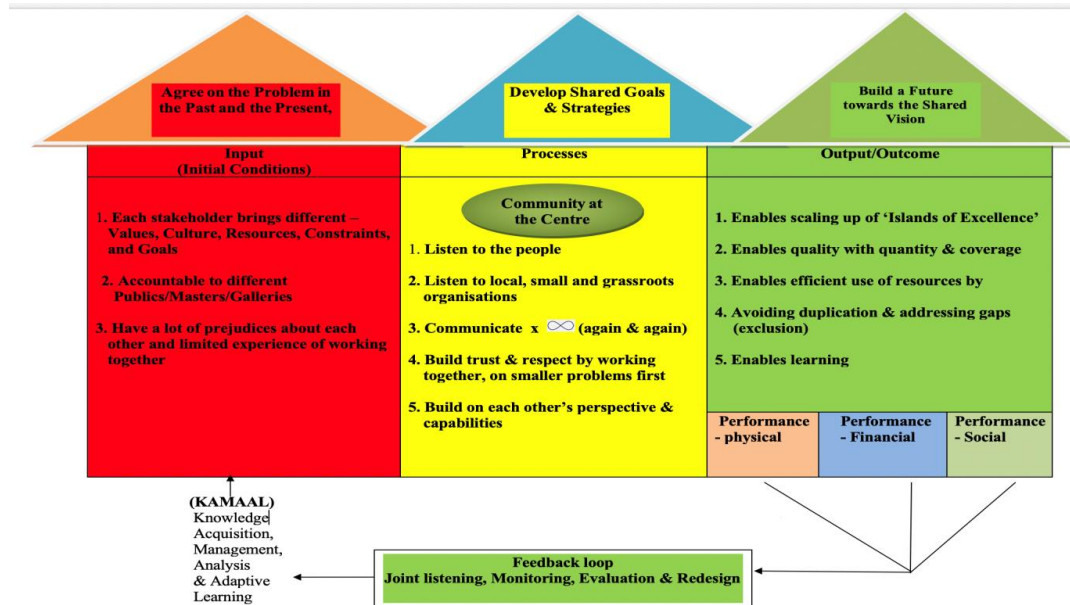 Agree on the Problem in
the Past and the Present,
Develop Shared Goals
& Strategies
Build a Future
towards the Shared
Vision
Input
(Initial Conditions)
Processes
Output/Outcome
1. Each stakeholder brings different –
Values, Culture, Resources, Constraints,
and Goals
2. Accountable to different
Publics/Masters/Galleries
3. Have a lot of prejudices about each
other and limited experience of working
together
Community at
the Centre
1. Listen to the people
2. Listen to local, small and grassroots
organisations
3. Communicate x ∞ (again & again)
4. Build trust & respect by working
together, on smaller problems first
5. Build on each other's perspective &
capabilities
1. Enables scaling up of 'Islands of Excellence'
2. Enables quality with quantity & coverage
3. Enables efficient use of resources by
4. Avoiding duplication & addressing gaps
(exclusion)
5. Enables learning
Performance
- physical
Performance
- Financial
Performance
- Social
(KAMAAL)
Knowledge
Acquisition,
Management,
Analysis
& Adaptive
Learning
Feedback loop
Joint listening, Monitoring, Evaluation & Redesign